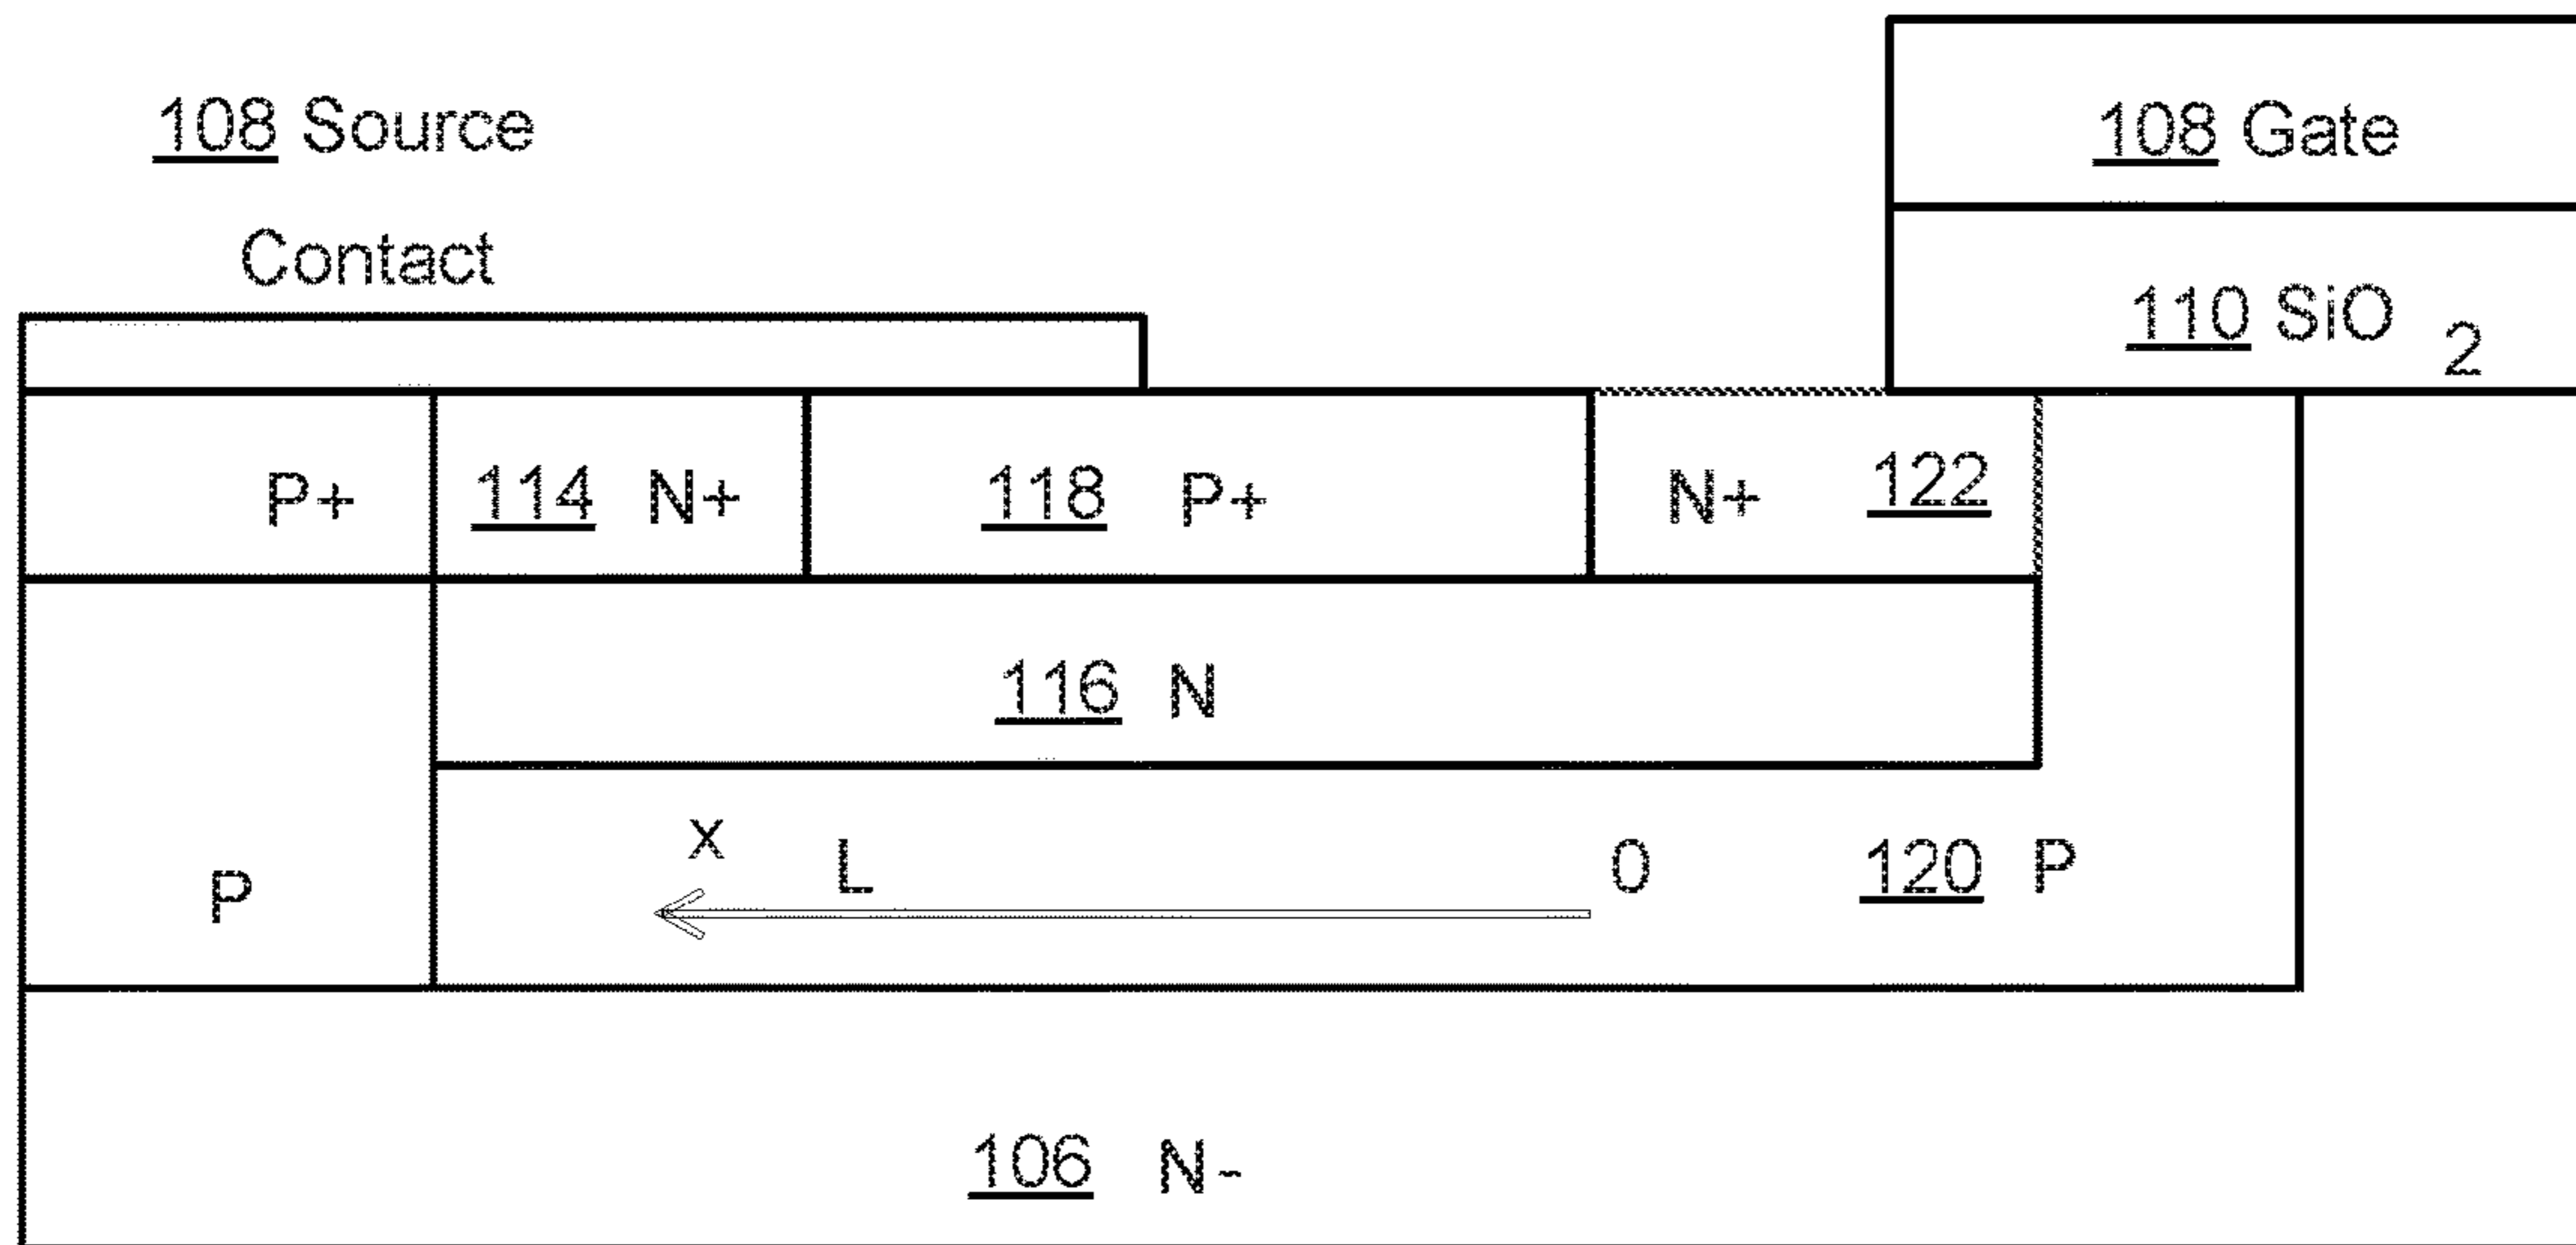 108 Source
Contact
108 Gate
110 SiO 2
P+
114 N+
118 P+
N+ 122
116 N
P
x
L
0
120 P
106 N-